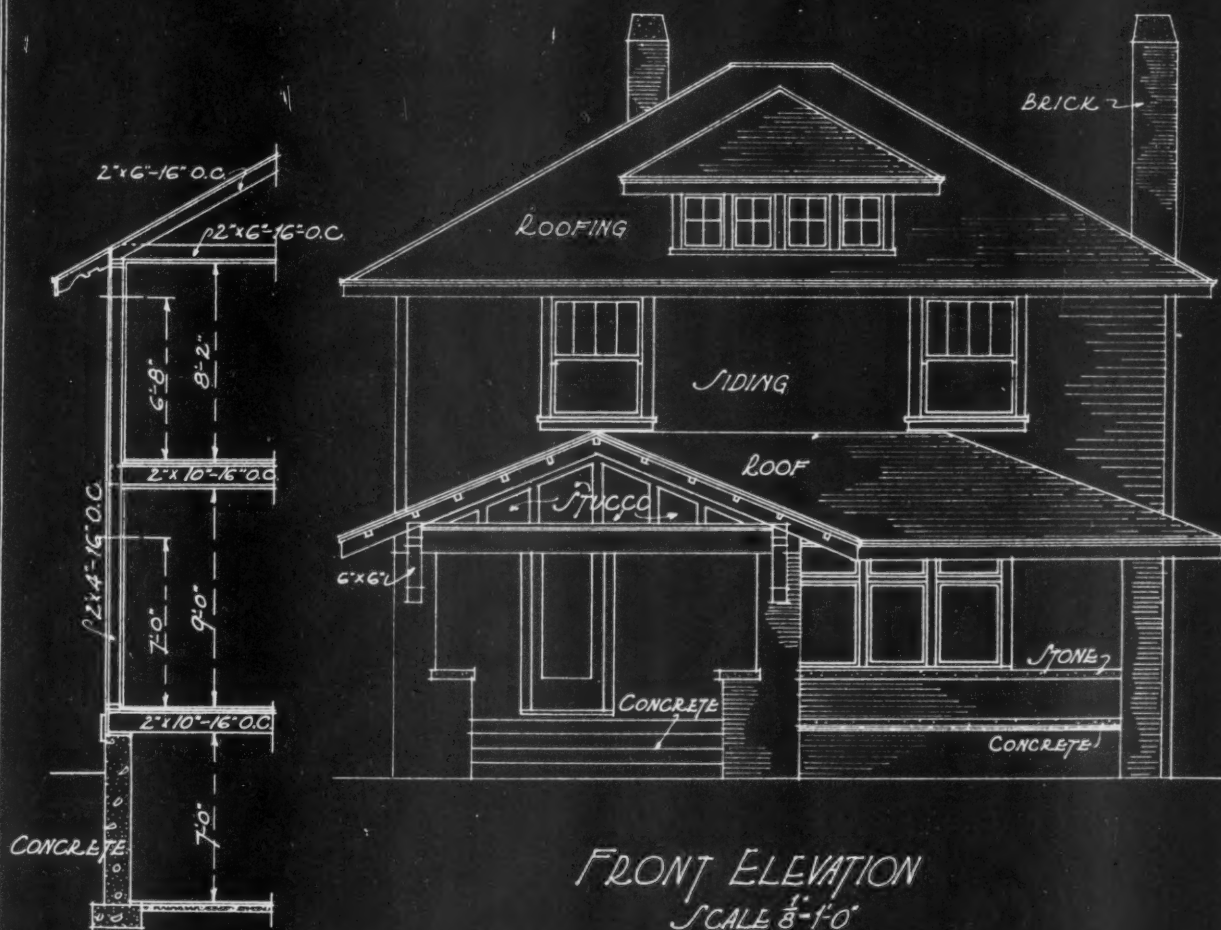 2"x6"-16" O.C.
2"x6"-16" O.C.
6'-8"
8'-2"
2"x10"-16" O.C.
2"x4"-16" O.C.
7'-0"
9'-0"
2"x10"-16" O.C.
7'-0"
CONCRETE
BRICK
ROOFING
SIDING
ROOF
STUCCO
6"x6"
STONE
CONCRETE
CONCRETE
FRONT ELEVATION
SCALE 1/8"-1'-0"